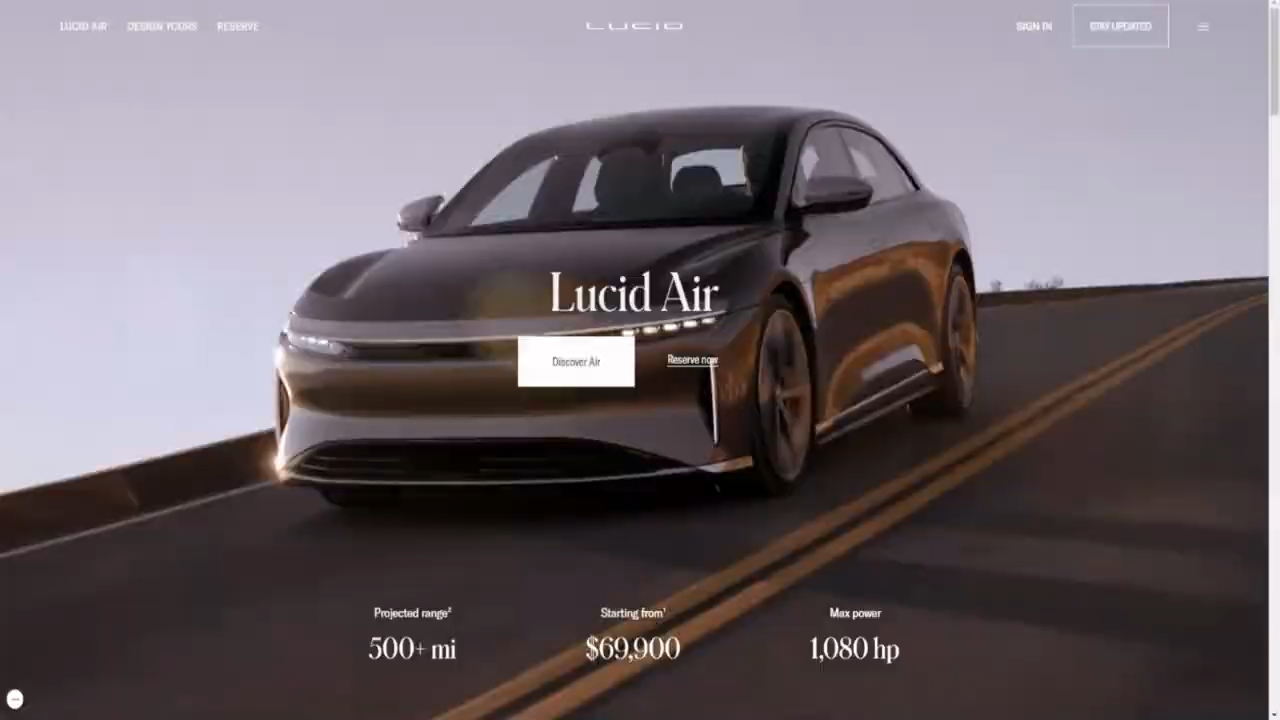 LUCID AIR DESIGN YOURS RESERVE LUCID SIGN IN STAY UPDATED
Lucid Air
Discover Air Reserve now
Projected range² Starting from¹ Max power
500+ mi $69,900 1,080 hp